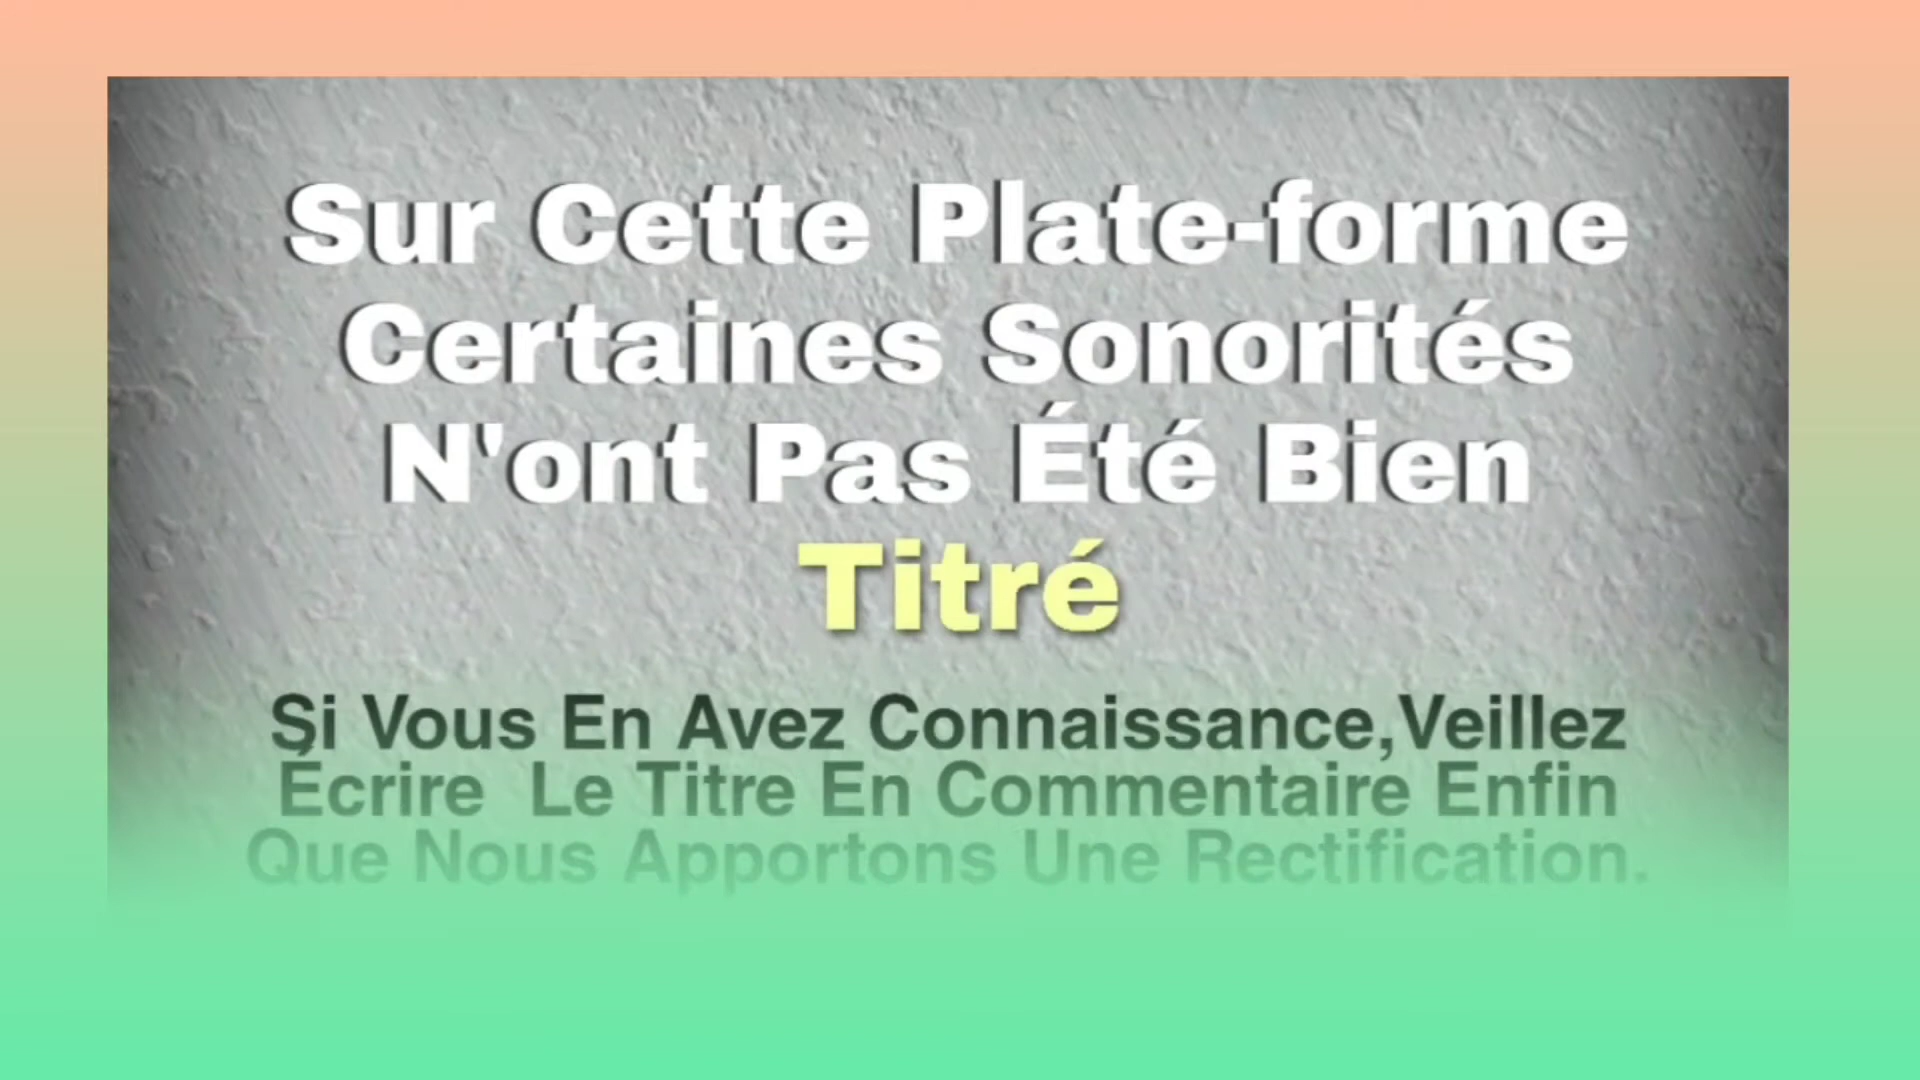 Sur Cette Plate-forme
Certaines Sonorités
N'ont Pas Été Bien
Titré
Si Vous En Avez Connaissance,Veillez
Écrire Le Titre En Commentaire Enfin
Que Nous Apportons Une Rectification.